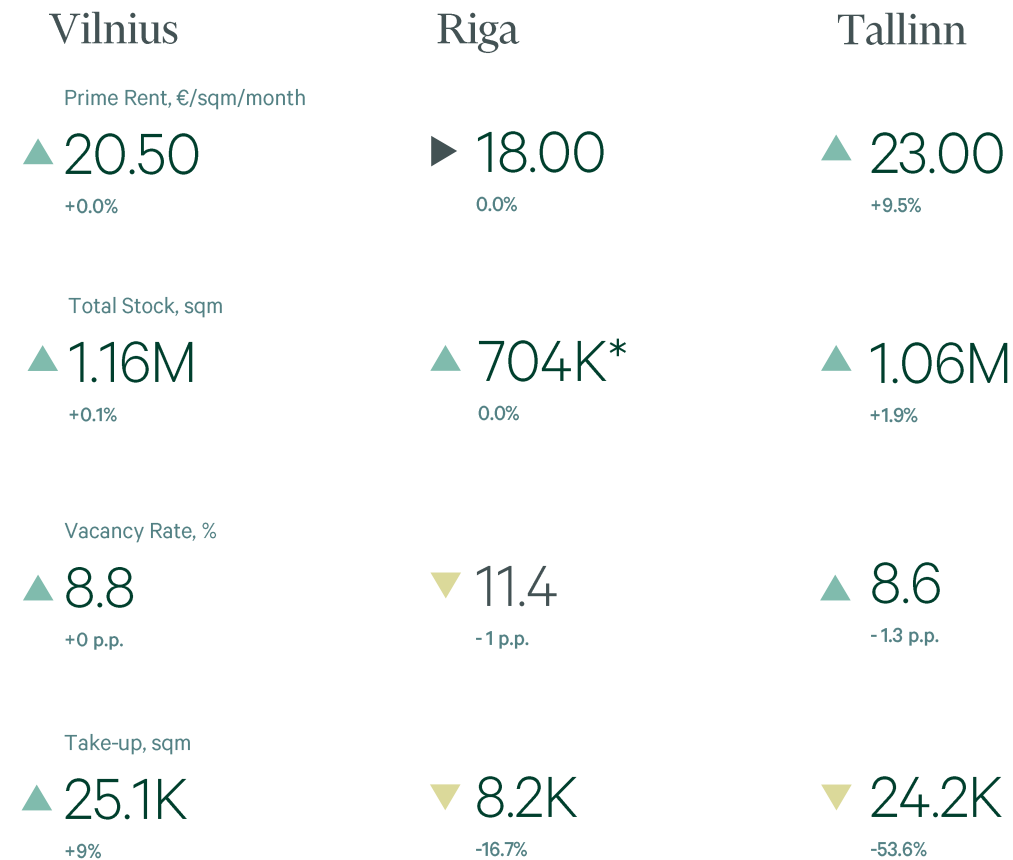 Vilnius Riga Tallinn
Prime Rent, €/sqm/month
20.50 18.00 23.00
+0.0% 0.0% +9.5%
Total Stock, sqm
1.16M 704K* 1.06M
+0.1% 0.0% +1.9%
Vacancy Rate, %
8.8 11.4 8.6
+0 p.p. -1 p.p. -1.3 p.p.
Take-up, sqm
25.1K 8.2K 24.2K
+9% -16.7% -53.6%